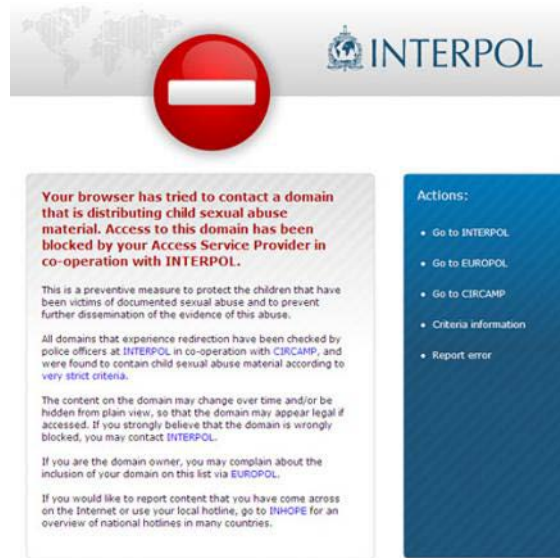 INTERPOL
Your browser has tried to contact a domain
that is distributing child sexual abuse
material. Access to this domain has been
blocked by your Access Service Provider in
co-operation with INTERPOL.
This is a preventive measure to protect the children that have
been victims of documented sexual abuse and to prevent
further dissemination of the evidence of this abuse.
All domains that experience redirection have been checked by
police officers at INTERPOL in co-operation with CIRCAMP, and
were found to contain child sexual abuse material according to
very strict criteria.
The content on the domain may change over time and/or be
hidden from plain view, so that the domain may appear legal if
accessed. If you strongly believe that the domain is wrongly
blocked, you may contact INTERPOL.
If you are the domain owner, you may complain about the
inclusion of your domain on this list via EUROPOL.
If you would like to report content that you have come across
on the Internet or use your local hotline, go to INHOPE for an
overview of national hotlines in many countries.
Actions:
• Go to INTERPOL
• Go to EUROPOL
• Go to CIRCAMP
• Criteria information
• Report error